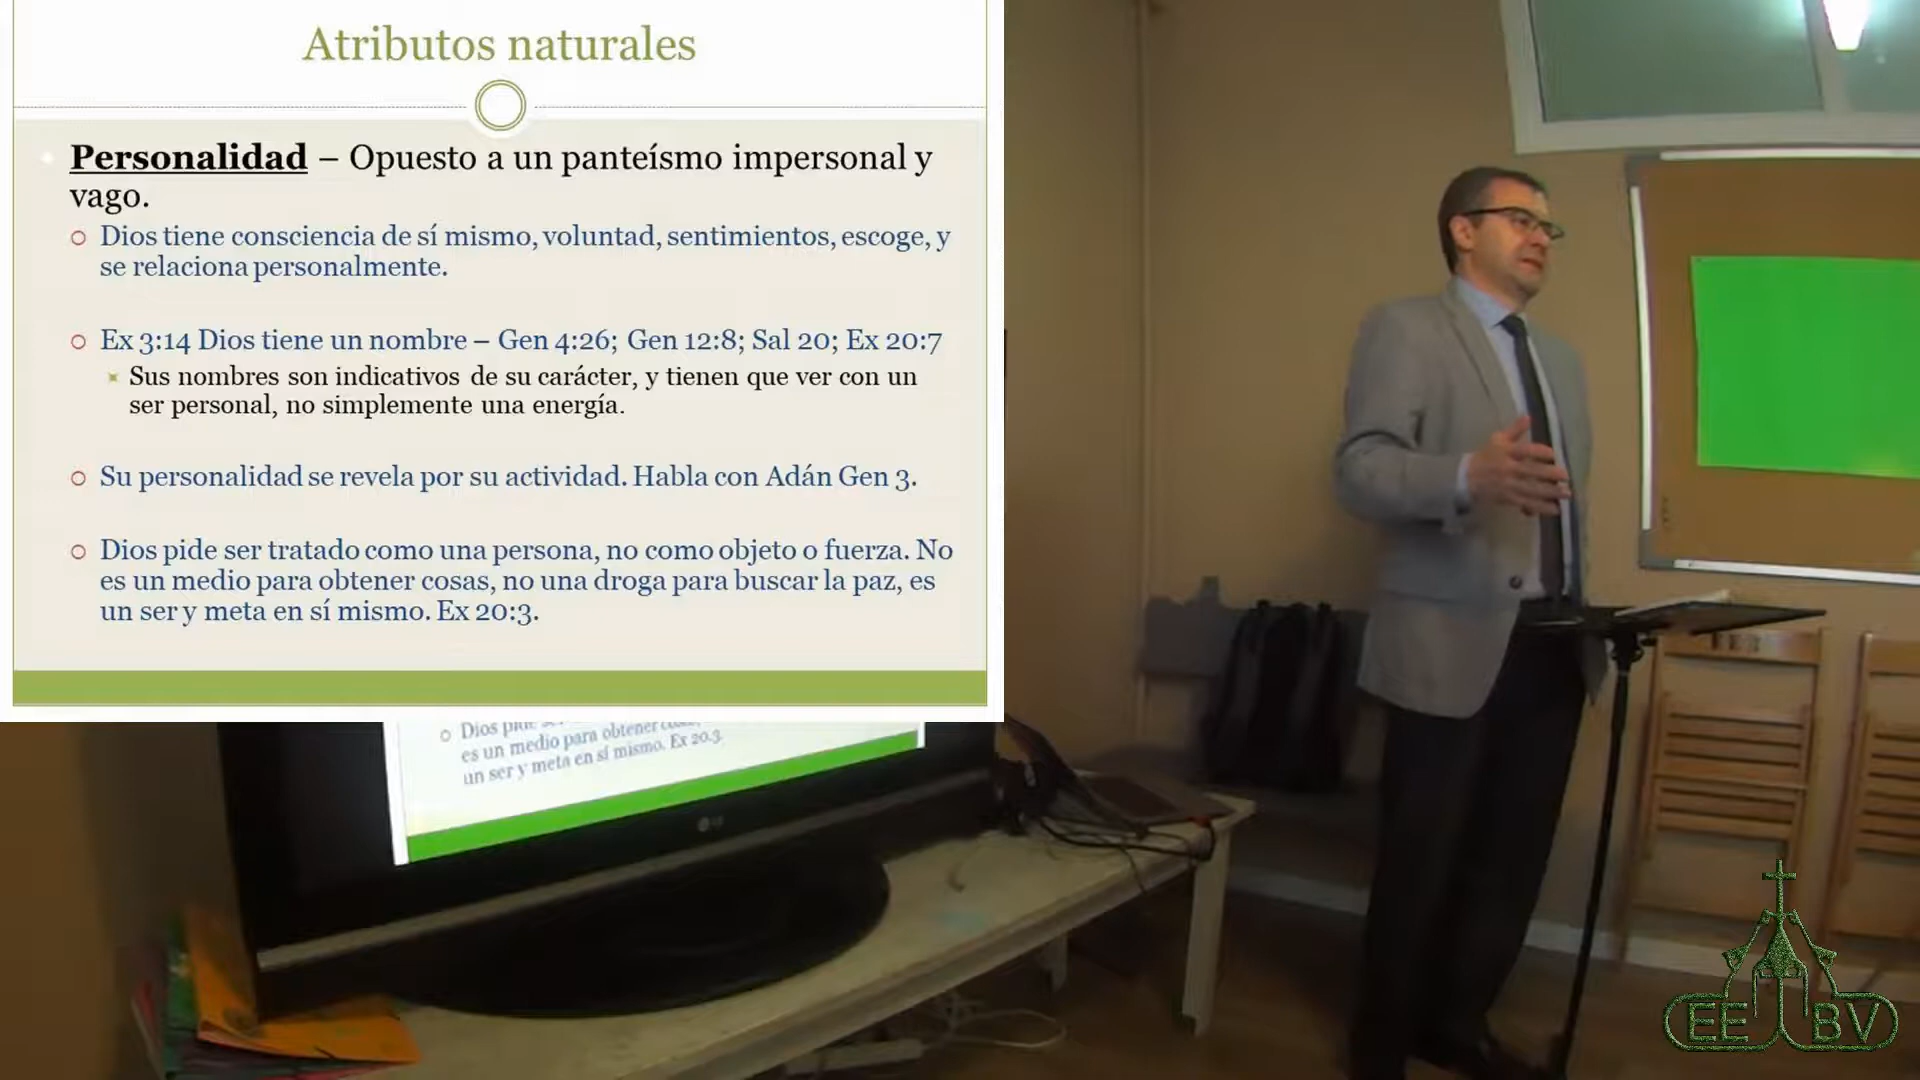 Atributos naturales
Personalidad – Opuesto a un panteísmo impersonal y
vago.
Dios tiene consciencia de sí mismo, voluntad, sentimientos, escoge, y
se relaciona personalmente.
Ex 3:14 Dios tiene un nombre – Gen 4:26; Gen 12:8; Sal 20; Ex 20:7
Sus nombres son indicativos de su carácter, y tienen que ver con un
ser personal, no simplemente una energía.
Su personalidad se revela por su actividad. Habla con Adán Gen 3.
Dios pide ser tratado como una persona, no como objeto o fuerza. No
es un medio para obtener cosas, no una droga para buscar la paz, es
un ser y meta en sí mismo. Ex 20:3.
Dios pide
es un medio para obtener
un ser y meta en sí mismo. Ex 20:3.
LG
EE BV